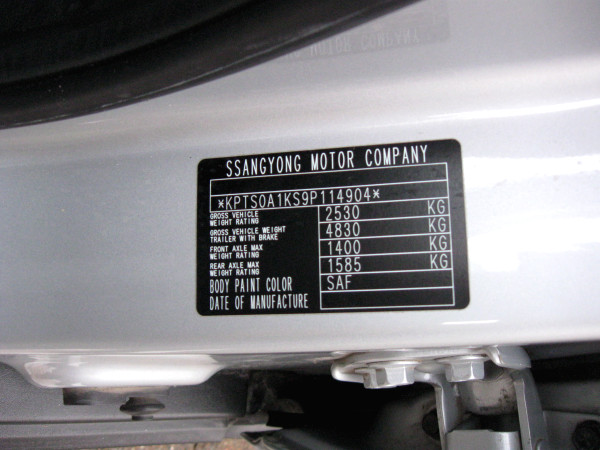 SSANGYONG MOTOR COMPANY
*KPTS0A1KS9P114904*
GROSS VEHICLE
WEIGHT RATING 2530 KG
GROSS VEHICLE WEIGHT
TRAILER WITH BRAKE 4830 KG
FRONT AXLE MAX
WEIGHT RATING 1400 KG
REAR AXLE MAX
WEIGHT RATING 1585 KG
BODY PAINT COLOR SAF
DATE OF MANUFACTURE